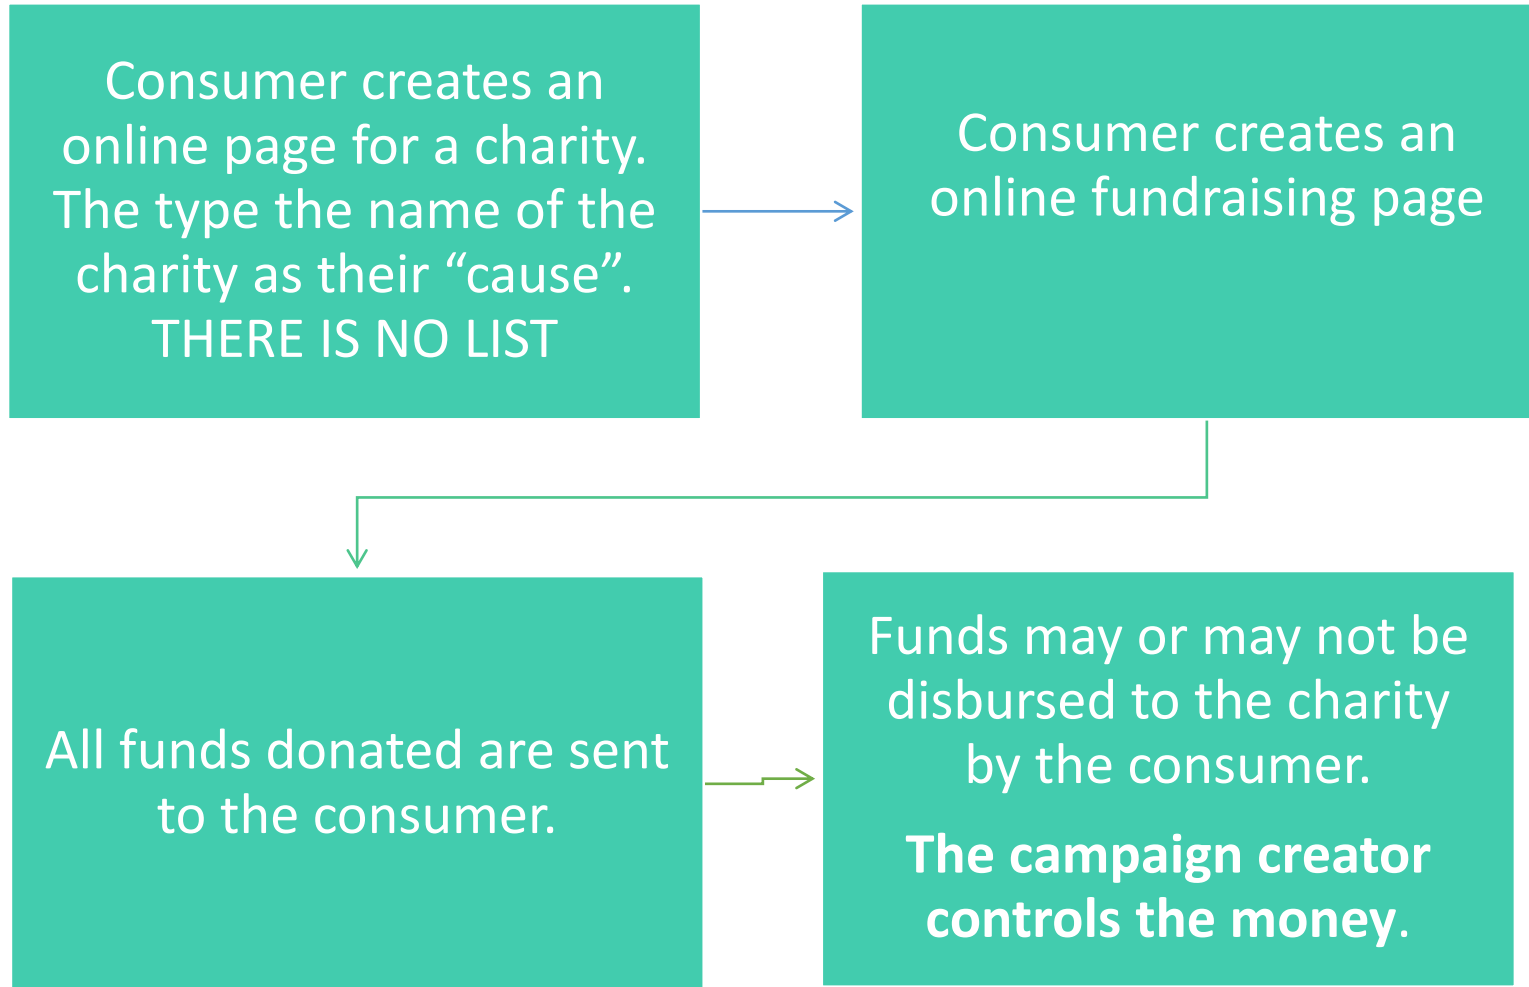 Consumer creates an
online page for a charity.
The type the name of the
charity as their “cause”.
THERE IS NO LIST
Consumer creates an
online fundraising page
All funds donated are sent
to the consumer.
Funds may or may not be
disbursed to the charity
by the consumer.
The campaign creator
controls the money.